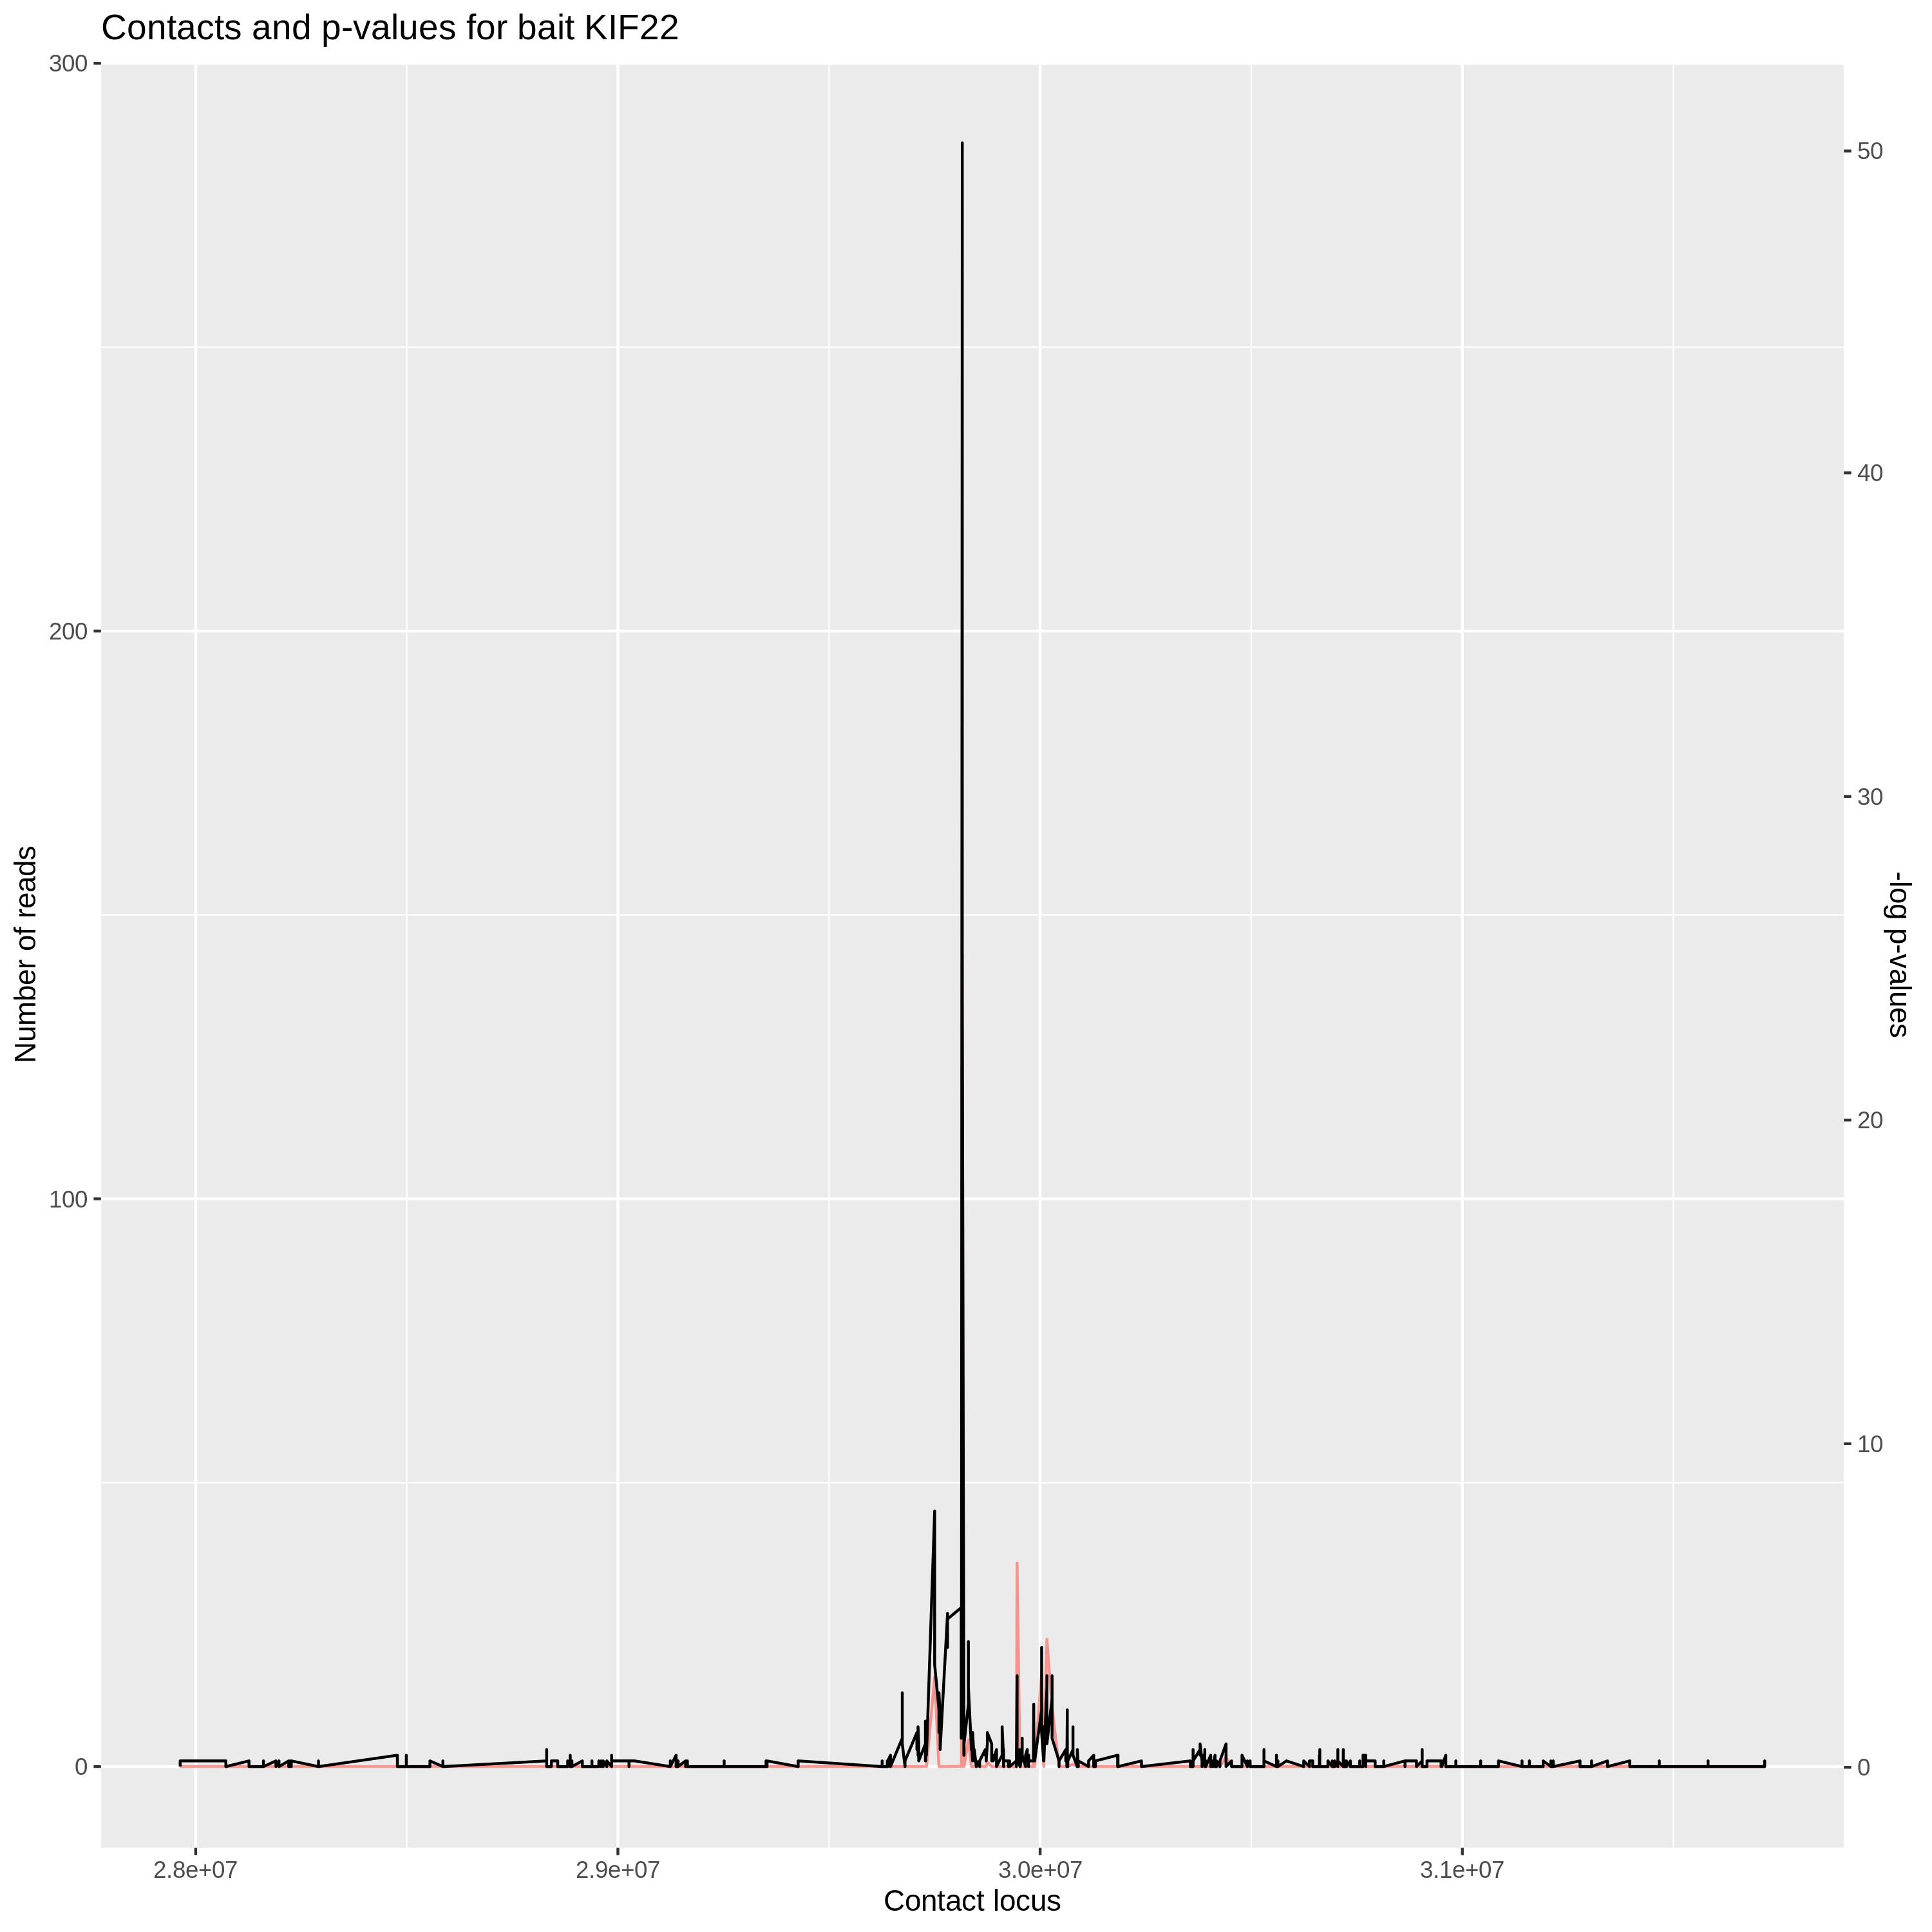 Contacts and p-values for bait KIF22
300
200
100
0
Number of reads
50
40
30
20
10
0
-log p-values
2.8e+07 2.9e+07 3.0e+07 3.1e+07
Contact locus